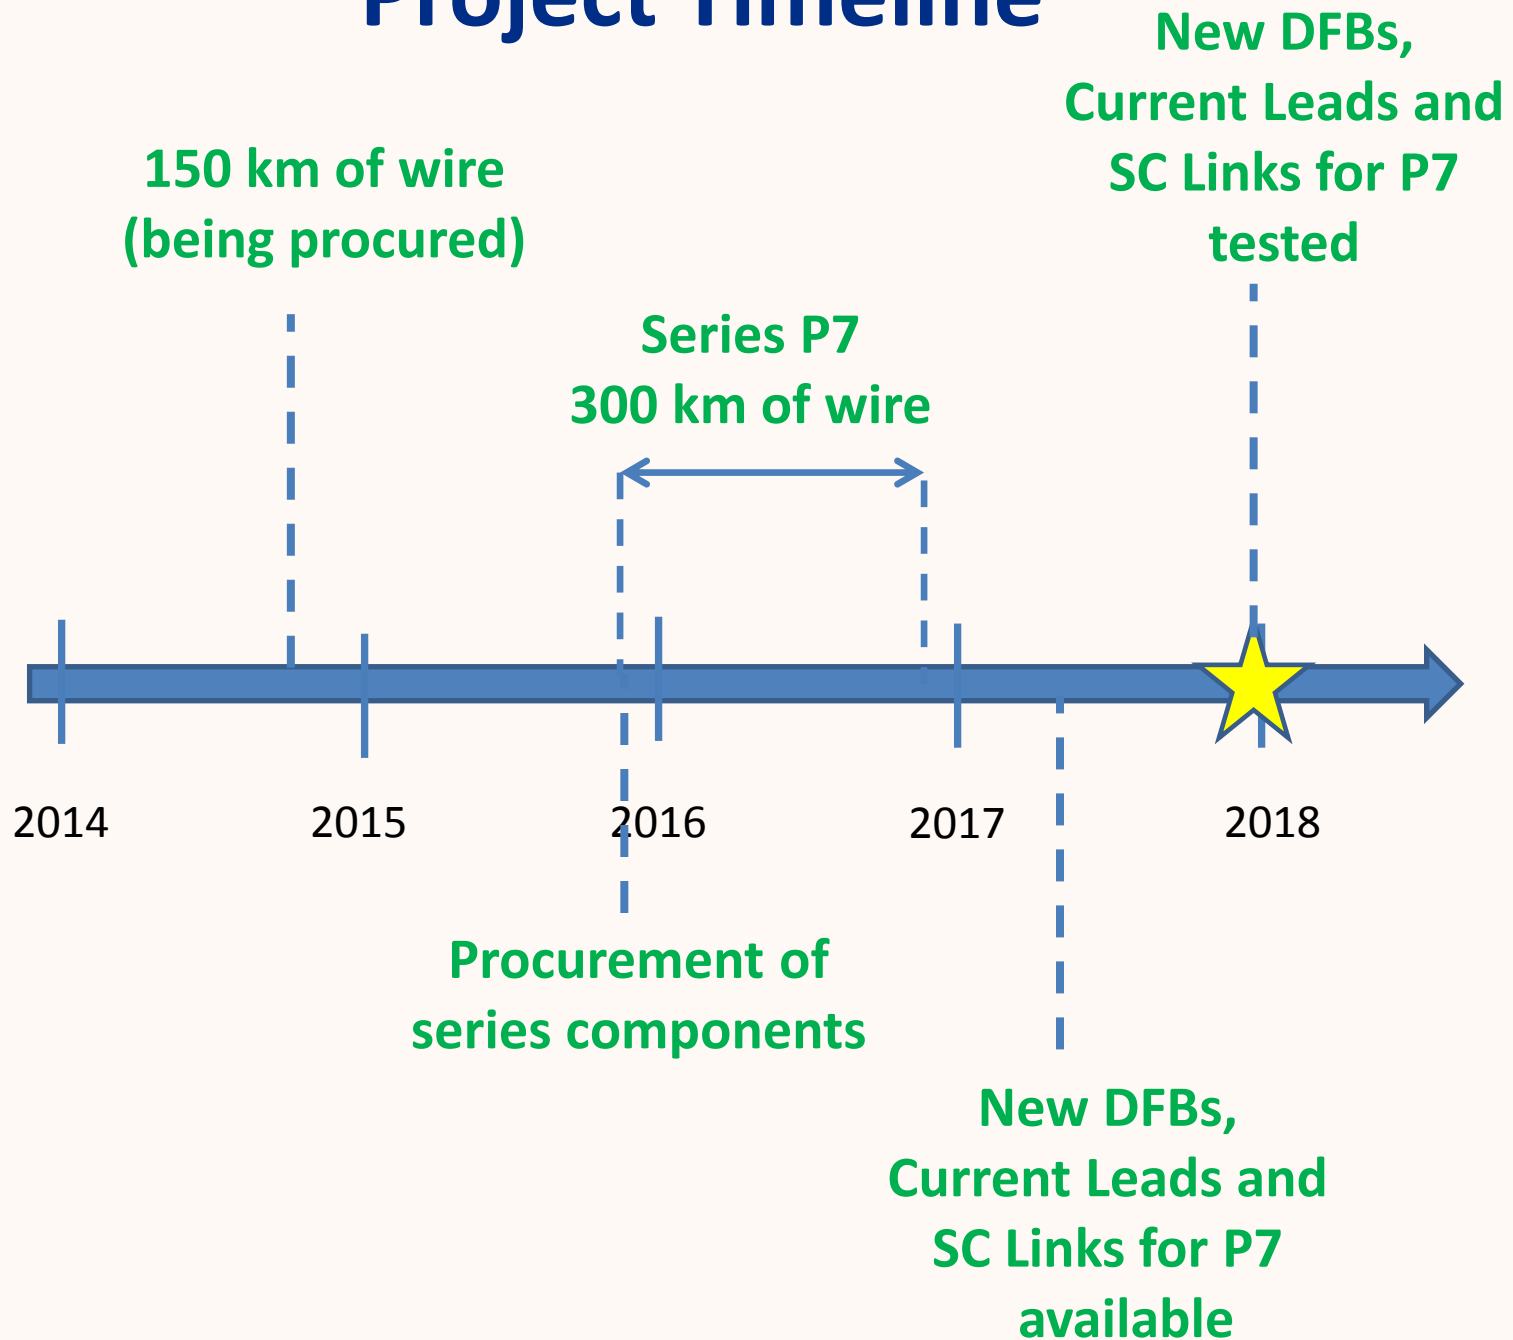 Project Timeline
New DFBs,
Current Leads and
SC Links for P7
tested
150 km of wire
(being procured)
Series P7
300 km of wire
2014
2015
2016
2017
2018
Procurement of
series components
New DFBs,
Current Leads and
SC Links for P7
available